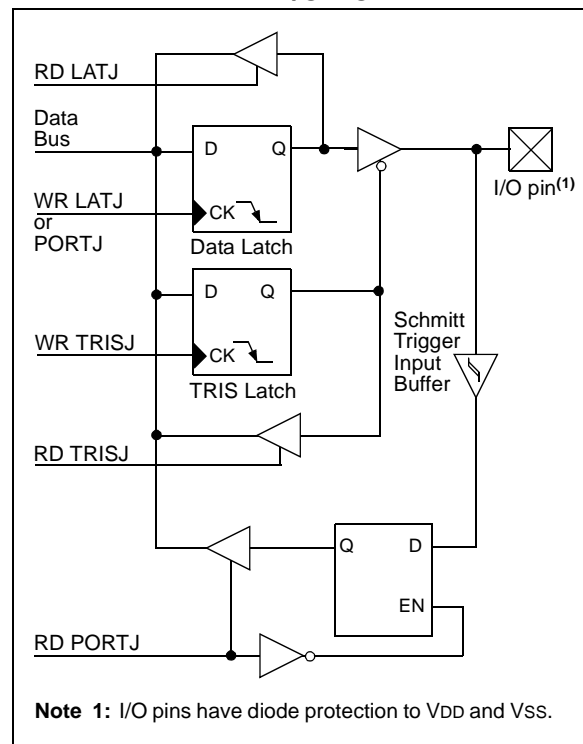 RD LATJ
Data
Bus
D Q
I/O pin(1)
WR LATJ
or
PORTJ
CK
Data Latch
D Q
WR TRISJ
CK
TRIS Latch
Schmitt
Trigger
Input
Buffer
RD TRISJ
Q D
EN
RD PORTJ
Note 1: I/O pins have diode protection to VDD and VSS.